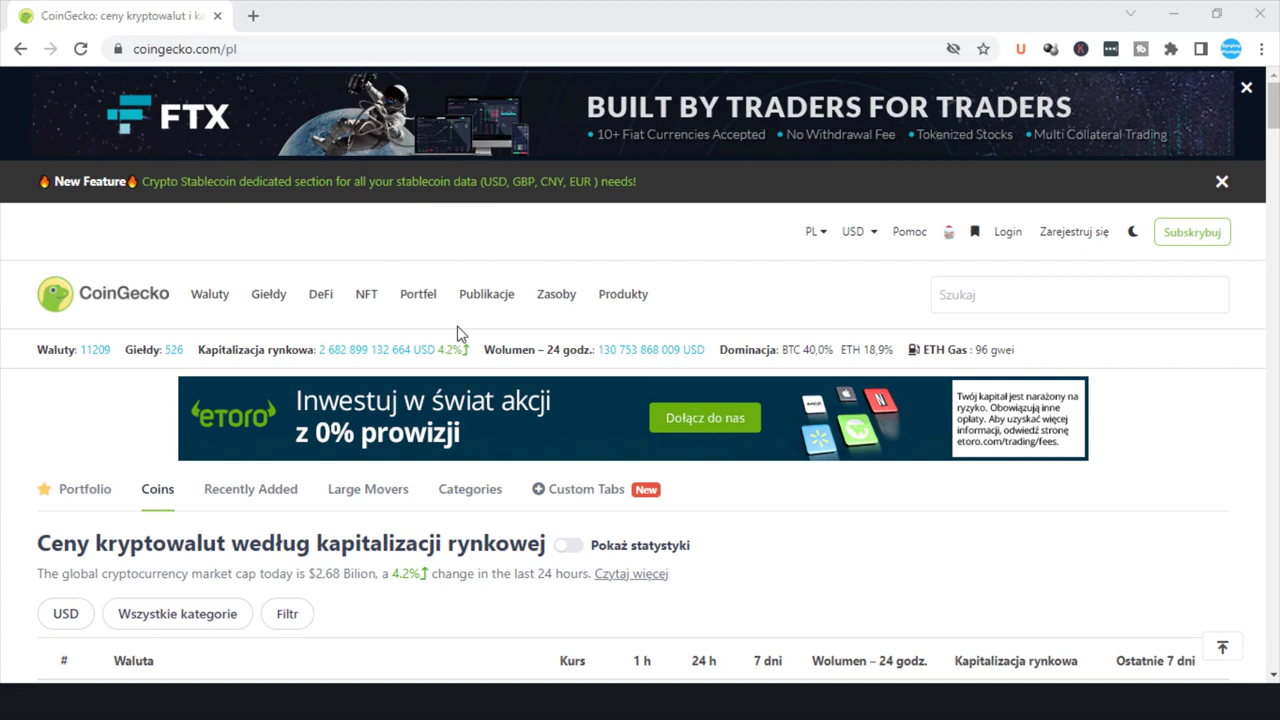 CoinGecko: ceny kryptowalut i ka
coingecko.com/pl
FTX
BUILT BY TRADERS FOR TRADERS
• 10+ Fiat Currencies Accepted • No Withdrawal Fee • Tokenized Stocks • Multi Collateral Trading
New Feature Crypto Stablecoin dedicated section for all your stablecoin data (USD, GBP, CNY, EUR ) needs!
PL USD Pomoc Login Zarejestruj się Subskrybuj
CoinGecko Waluty Giełdy DeFi NFT Portfel Publikacje Zasoby Produkty Szukaj
Waluty: 11209 Giełdy: 526 Kapitalizacja rynkowa: 2 682 899 132 664 USD 4.2% Wolumen – 24 godz.: 130 753 868 009 USD Dominacja: BTC 40,0% ETH 18,9% ETH Gas : 96 gwei
eToro
Inwestuj w świat akcji
z 0% prowizji
Dołącz do nas
Twój kapitał jest narażony na
ryzyko. Obowiązują inne
opłaty. Aby uzyskać więcej
informacji, odwiedź stronę
etoro.com/trading/fees.
Portfolio Coins Recently Added Large Movers Categories Custom Tabs New
Ceny kryptowalut według kapitalizacji rynkowej Pokaż statystyki
The global cryptocurrency market cap today is $2,68 Bilion, a 4.2% change in the last 24 hours. Czytaj więcej
USD Wszystkie kategorie Filtr
# Waluta Kurs 1 h 24 h 7 dni Wolumen – 24 godz. Kapitalizacja rynkowa Ostatnie 7 dni